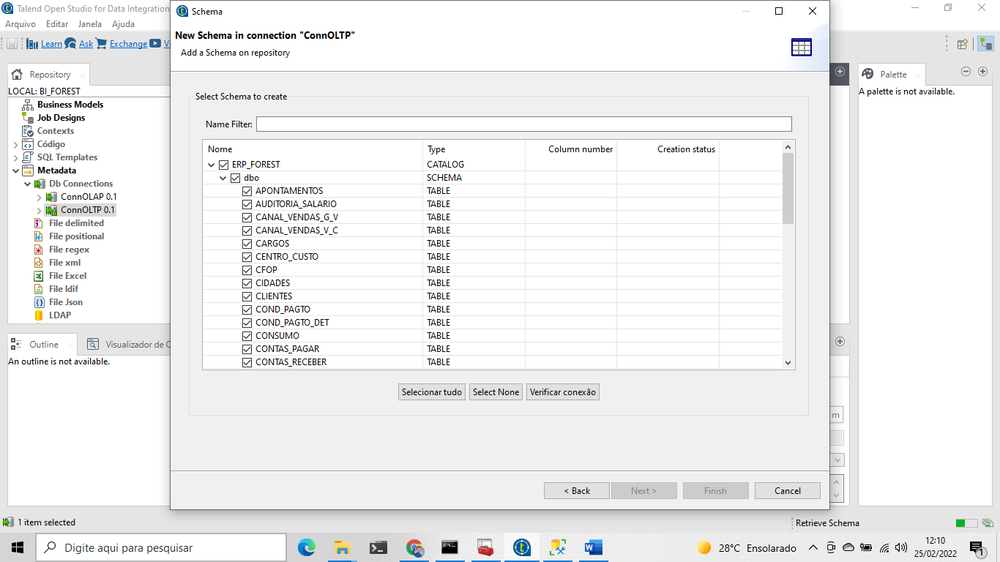 Talend Open Studio for Data Integration
Schema
Arquivo Editar Janela Ajuda
New Schema in connection "ConnOLTP"
Add a Schema on repository
Learn Ask Exchange
Repository
LOCAL: BI_FOREST
Business Models
Job Designs
Contexts
Código
SQL Templates
Metadata
Db Connections
ConnOLAP 0.1
ConnOLTP 0.1
File delimited
File positional
File regex
File xml
File Excel
File ldif
File Json
LDAP
Outline
Visualizador de
An outline is not available.
Select Schema to create
Name Filter:
Nome Type Column number Creation status
ERP_FOREST CATALOG
dbo SCHEMA
APONTAMENTOS TABLE
AUDITORIA_SALARIO TABLE
CANAL_VENDAS_G_V TABLE
CANAL_VENDAS_V_C TABLE
CARGOS TABLE
CENTRO_CUSTO TABLE
CFOP TABLE
CIDADES TABLE
CLIENTES TABLE
COND_PAGTO TABLE
COND_PAGTO_DET TABLE
CONSUMO TABLE
CONTAS_PAGAR TABLE
CONTAS_RECEBER TABLE
Selecionar tudo Select None Verificar conexão
< Back Next > Finish Cancel
Palette
A palette is not available.
m
1 item selected
Retrieve Schema
Digite aqui para pesquisar
28°C Ensolarado
12:10
25/02/2022
1